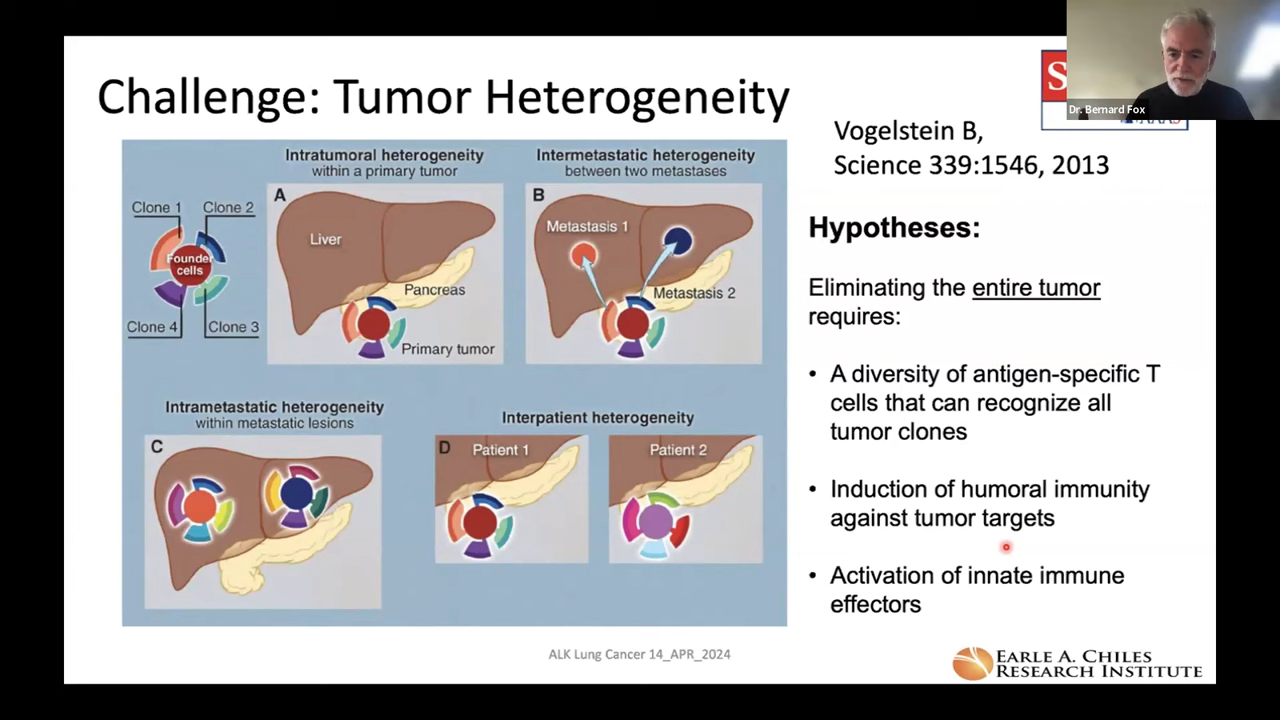 Challenge: Tumor Heterogeneity
Dr. Bernard Fox
S
Vogelstein B,
Science 339:1546, 2013
Intratumoral heterogeneity
within a primary tumor
Intermetastatic heterogeneity
between two metastases
Clone 1
Clone 2
Founder
cells
Clone 4
Clone 3
A
Liver
Pancreas
Primary tumor
B
Metastasis 1
Metastasis 2
Intrametastatic heterogeneity
within metastatic lesions
C
Interpatient heterogeneity
D
Patient 1
Patient 2
Hypotheses:
Eliminating the entire tumor
requires:
• A diversity of antigen-specific T
cells that can recognize all
tumor clones
• Induction of humoral immunity
against tumor targets
• Activation of innate immune
effectors
ALK Lung Cancer 14_APR_2024
EARLE A. CHILES
RESEARCH INSTITUTE